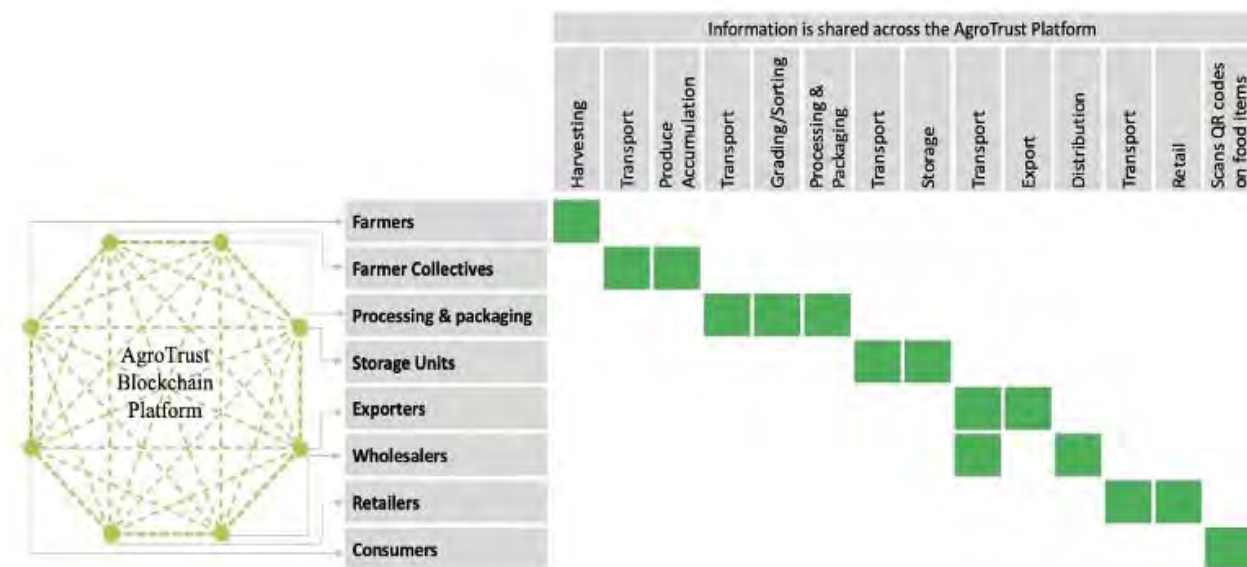 Information is shared across the AgroTrust Platform
Harvesting
Transport
Produce
Accumulation
Transport
Grading/Sorting
Processing &
Packaging
Transport
Storage
Transport
Export
Distribution
Transport
Retail
Scans QR codes
on food items
Farmers
Farmer Collectives
Processing & packaging
Storage Units
Exporters
Wholesalers
Retailers
Consumers
AgroTrust
Blockchain
Platform